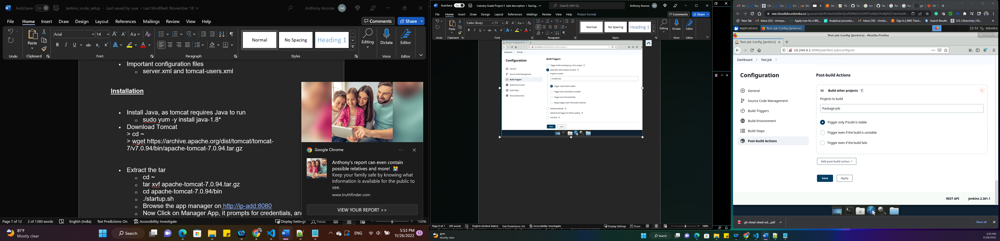 AutoSave On Jenkins_node_setup - Last saved by user • Last Modified: November 18 Anthony Asonze AA
File Home Insert Draw Design Layout References Mailings Review View Help Comments Share
Paste Arial 14 Aa Normal No Spacing Heading 1 Editing Dictate Editor
B I U ab x₂ x² A A
Undo Clipboard Font Paragraph Styles Voice Editor
• Important configuration files
o server.xml and tomcat-users.xml
Installation
• Install Java, as tomcat requires Java to run
o sudo yum -y install java-1.8*
• Download Tomcat
> cd ~
> wget https://archive.apache.org/dist/tomcat/tomcat-
7/v7.0.94/bin/apache-tomcat-7.0.94.tar.gz
• Extract the tar
o cd ~
o tar xvf apache-tomcat-7.0.94.tar.gz
o cd apache-tomcat-7.0.94/bin
o ./startup.sh
o Browse the app manager on http://ip-add:8080
o Now Click on Manager App, it prompts for credentials, an
Google Chrome
Anthony's report can even contain
possible relatives and more!
Keep your family safe by knowing what
information is available for the public to
see.
www.truthfinder.com
VIEW YOUR REPORT >>
Page 7 of 12 2 of 1380 words English (India) Text Predictions: On Accessibility: Investigate Display Settings Focus 100%
81°F
Mostly clear
Search
ENG
5:53 PM
11/26/2022
12
AutoSave On Industry Grade Project II task description • Saving... Search (Alt+Q) Anthony Asonze AA
File Home Insert Draw Design Layout References Mailings Review View Help Picture Format Comments Share
Paste Calibri (Body) 11 Aa Normal No Spacing Heading 1 Editing Dictate Editor
Undo Clipboard Font Paragraph Styles Voice Editor
Test-job Config [Jenkins]
10.244.0.1:8080/job/Test-job/configure
Dashboard > Test-job >
Configuration
General
Source Code Management
Build Triggers
Build Environment
Build Steps
Post-build Actions
Build Triggers
Trigger builds remotely (e.g., from scripts) ?
Build after other projects are built ?
Projects to watch
Compile-job,
Trigger only if build is stable
Trigger even if the build is unstable
Trigger even if the build fails
Always trigger, even if the build is aborted
Build periodically ?
GitHub hook trigger for GITScm polling ?
Poll SCM ?
Save Apply
Page 6 of 7 205 words English (United States) Text Predictions: On Accessibility: Investigate Display Settings Focus 100%
81°F
Mostly clear
Search
wai.cloudlabs.edureka.co/guacamole/#/client/
New Tab Inbox (32) - emmya... Apply now for a WE... Analytical procedur... Inbox (16) - christo... Sign In | AWS Traini... Search Results U.S. Citizenship | US...
Applications Test-job Config [Jenkins]... 22:53 edureka
Test-job Config [Jenkins] - Mozilla Firefox
Test-job Config [Jenkins]
10.244.0.1:8080/job/Test-job/configure
Dashboard > Test-job >
Configuration
General
Source Code Management
Build Triggers
Build Environment
Build Steps
Post-build Actions
Post-build Actions
Build other projects ?
Projects to build
Package-job
Trigger only if build is stable
Trigger even if the build is unstable
Trigger even if the build fails
Add post-build action
Save Apply
REST API Jenkins 2.361.1
git-cheat-sheet-ed....pdf Show all
5:53 PM
11/26/2022